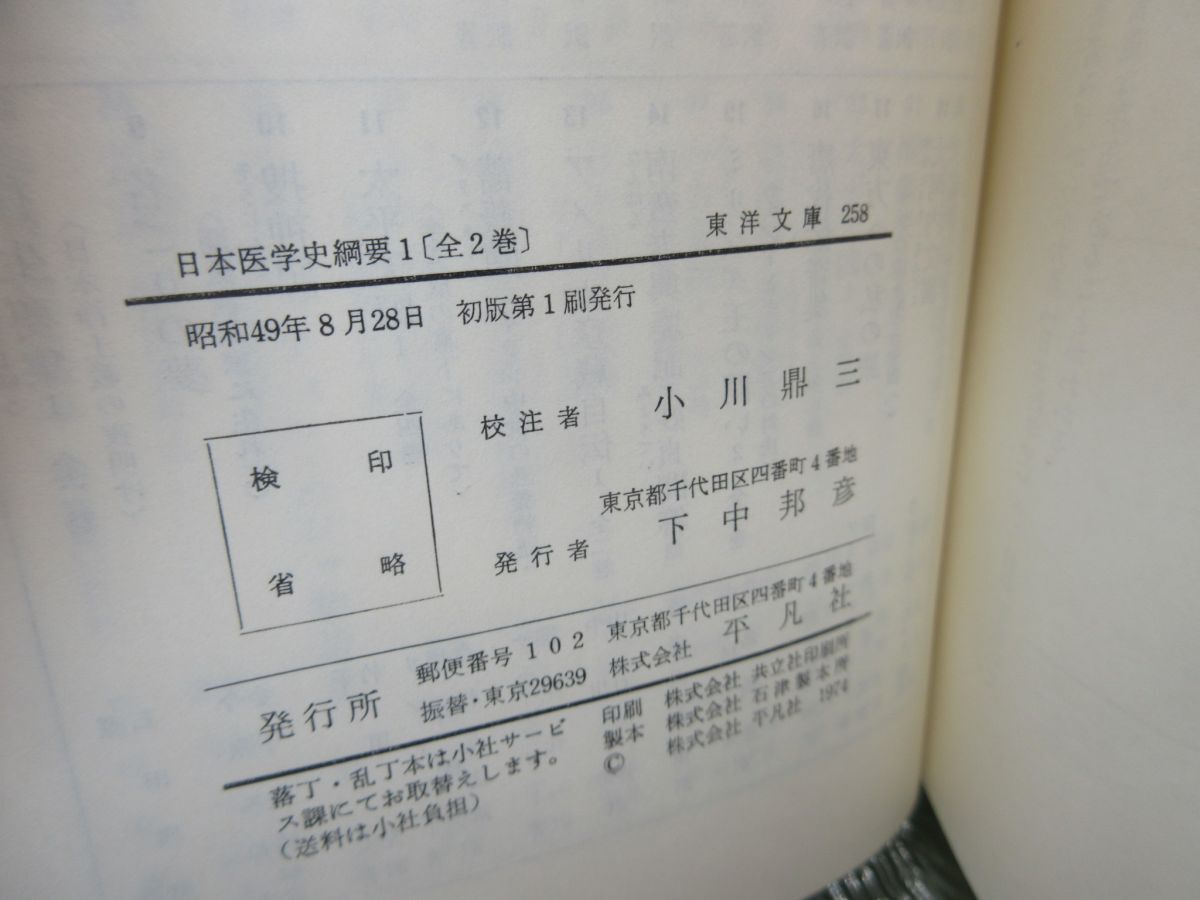 日本医学史綱要1〔全2巻〕 東洋文庫 258
昭和49年8月28日 初版第1刷発行
校注者 小川鼎三
検印
省略
東京都千代田区四番町4番地
発行者 下中邦彦
発行所
郵便番号102 東京都千代田区四番町4番地
振替・東京29639 株式会社 平凡社
印刷 株式会社 共立社印刷所
製本 株式会社 石津製本所
© 株式会社 平凡社 1974
落丁・乱丁本は小社サービ
ス課にてお取替えします。
(送料は小社負担)